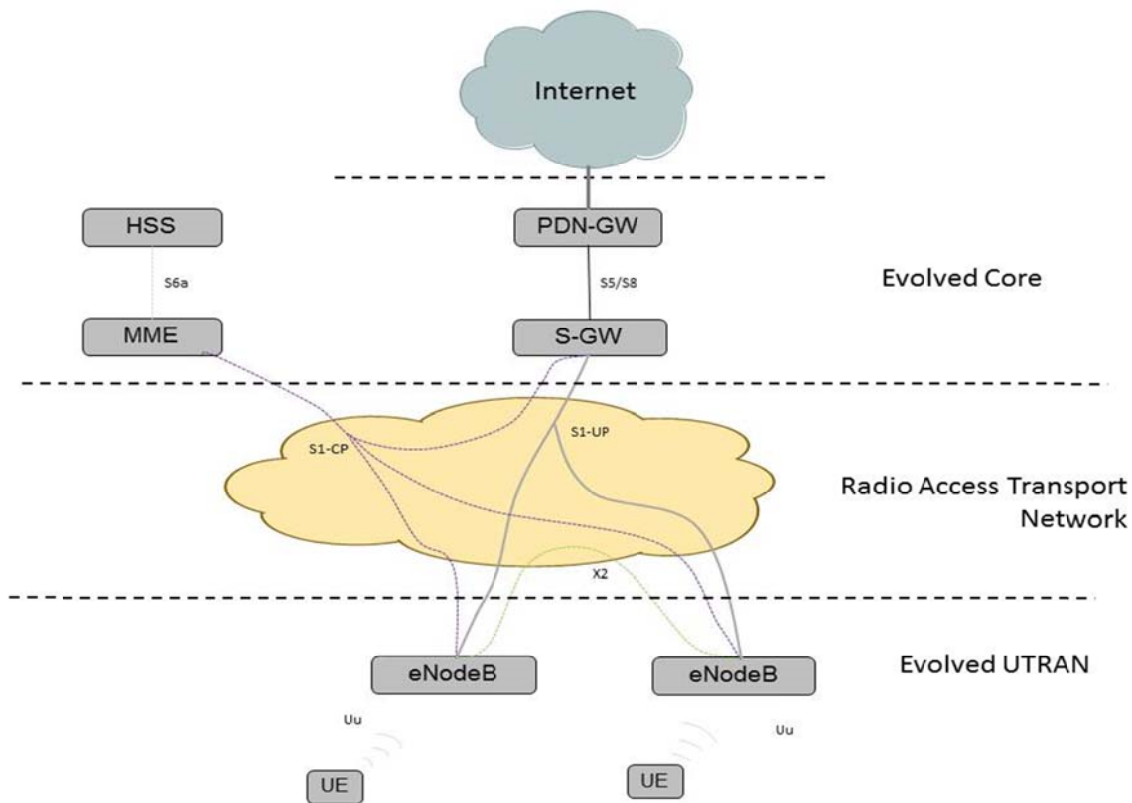 Internet
HSS
PDN-GW
S6a
S5/S8
Evolved Core
MME
S-GW
S1-CP
S1-UP
Radio Access Transport
Network
X2
eNodeB
eNodeB
Evolved UTRAN
Uu
Uu
UE
UE